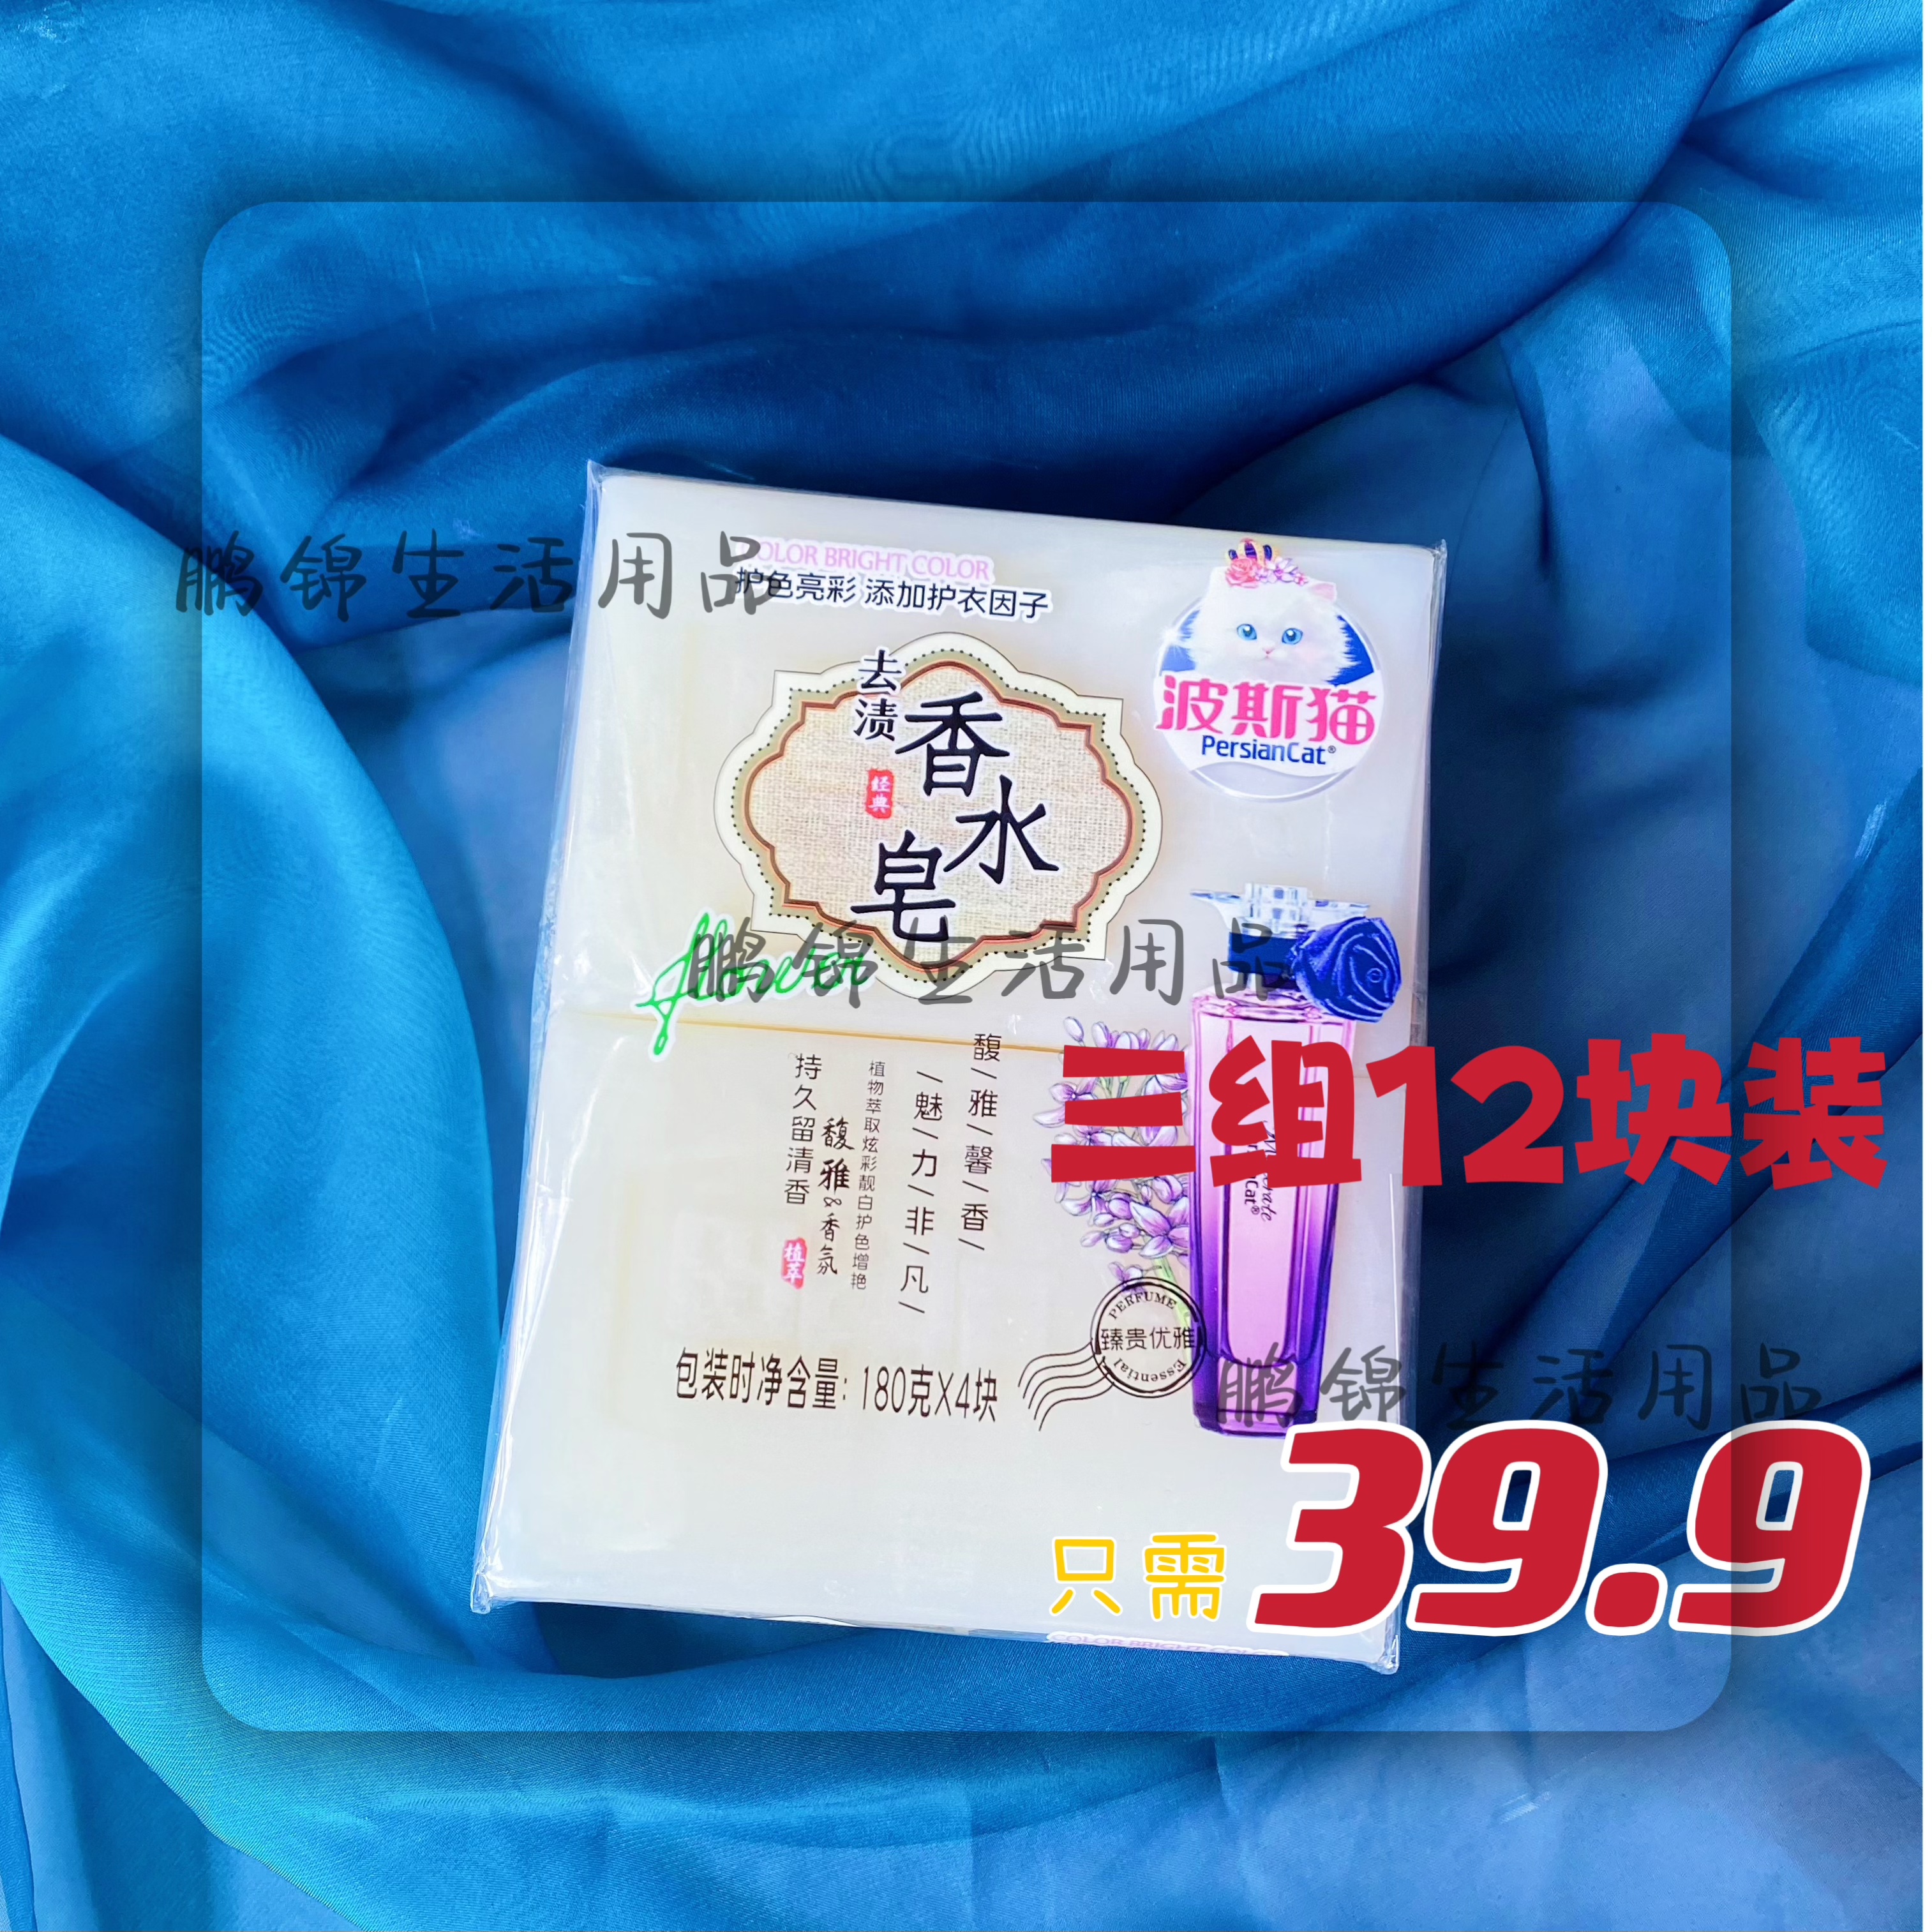 鹏锦生活用品
COLOR BRIGHT COLOR
护色亮彩 添加护衣因子
波斯猫
PersianCat®
去渍
香水皂
经典
flower
鹏锦生活用品
馥/雅/馨/香/
/魅/力/非/凡/
植物萃取炫彩靓白护色增艳
馥雅&香氛
持久留清香
植萃
三组12块装
Cat®
PERFUME
臻贵优雅
Essential
包装时净含量: 180克X4块
鹏锦生活用品
只需 39.9
COLOR BRIGHT COLOR